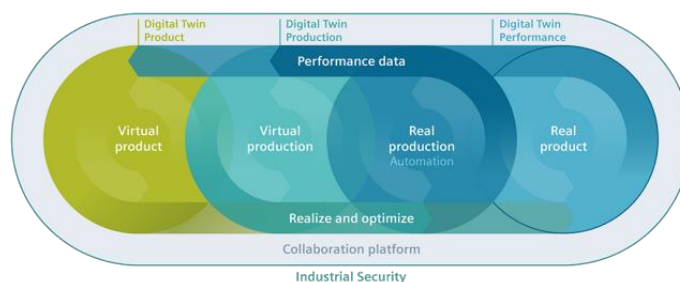 Digital Twin
Product
Digital Twin
Production
Digital Twin
Performance
Performance data
Virtual
product
Virtual
production
Real
production
Automation
Real
product
Realize and optimize
Collaboration platform
Industrial Security